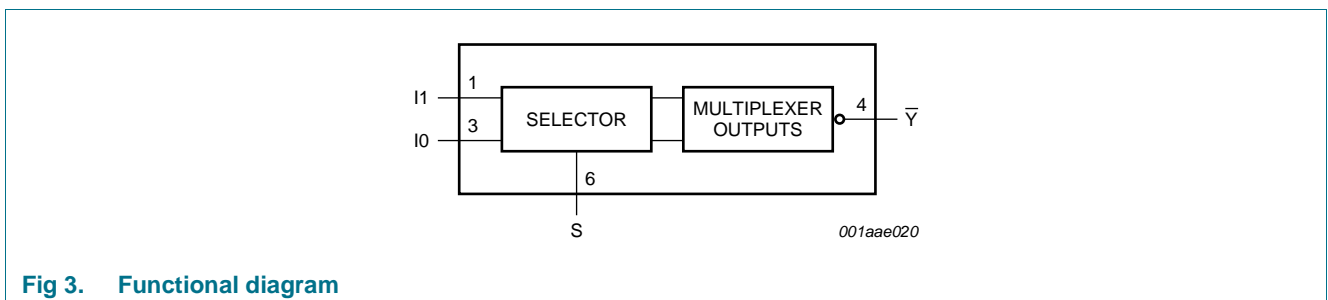 I1
1
I0
3
SELECTOR
6
S
MULTIPLEXER
OUTPUTS
4
Y̅
001aae020
Fig 3. Functional diagram